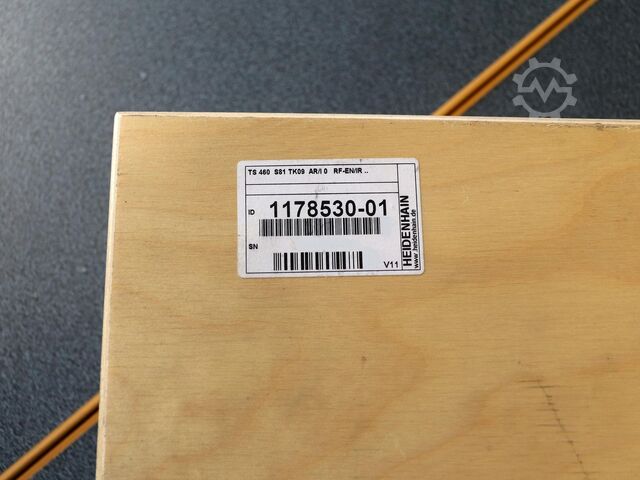 TS 460 S81 TK09 AR/I 0 RF-EN/IR ..
ID 1178530-01
SN
V11
HEIDENHAIN
www.heidenhain.de